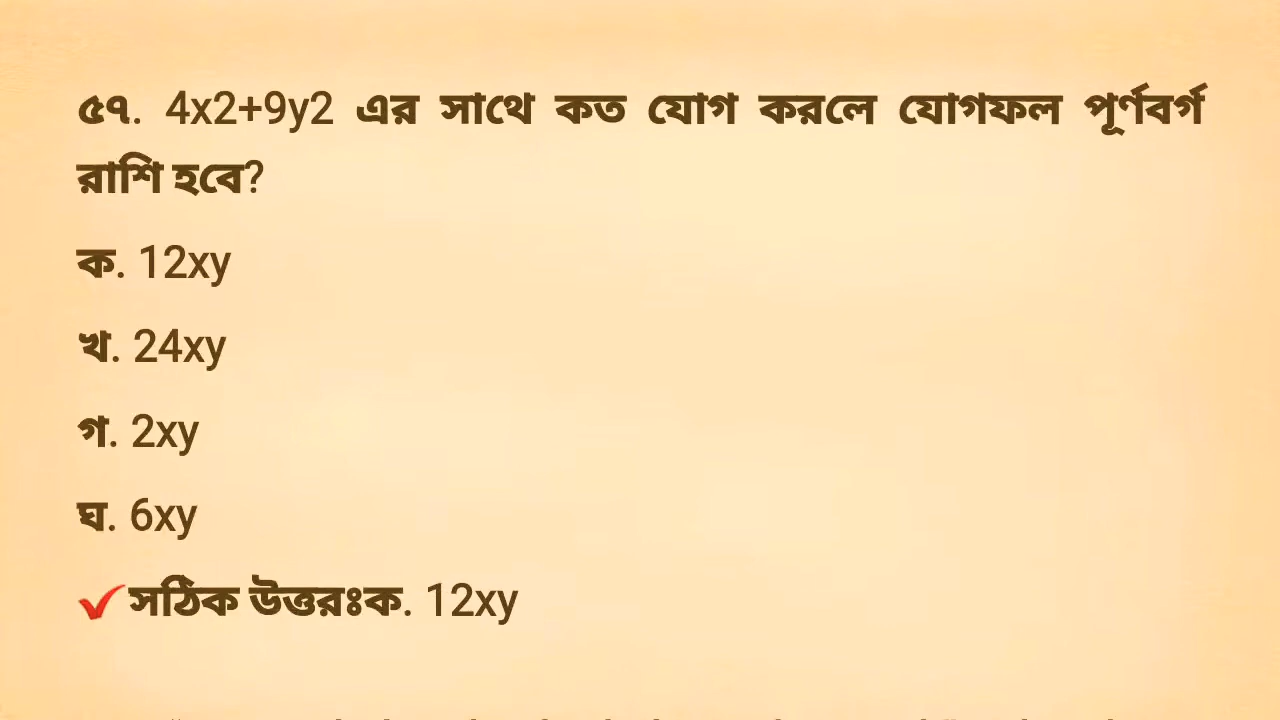 ৫৭. 4x2+9y2 এর সাথে কত যোগ করলে যোগফল পূর্ণবর্গ
রাশি হবে?
ক. 12xy
খ. 24xy
গ. 2xy
ঘ. 6xy
✓সঠিক উত্তরঃক. 12xy